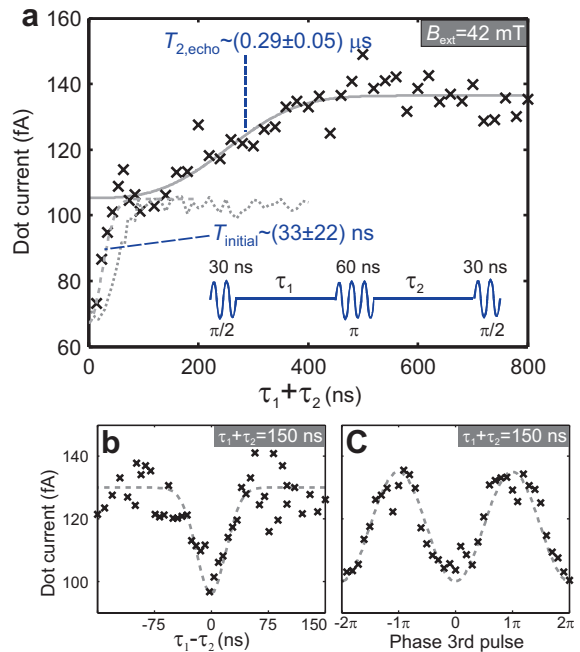 a
B_ext=42 mT
T_2,echo~(0.29±0.05) µs
T_initial~(33±22) ns
Dot current (fA)
160
140
120
100
80
60
30 ns
60 ns
30 ns
τ₁
τ₂
π/2
π
π/2
0
200
400
600
800
τ₁+τ₂ (ns)
b
τ₁+τ₂=150 ns
Dot current (fA)
140
120
100
-75
0
75
150
τ₁-τ₂ (ns)
C
τ₁+τ₂=150 ns
-2π
-1π
0
1π
2π
Phase 3rd pulse